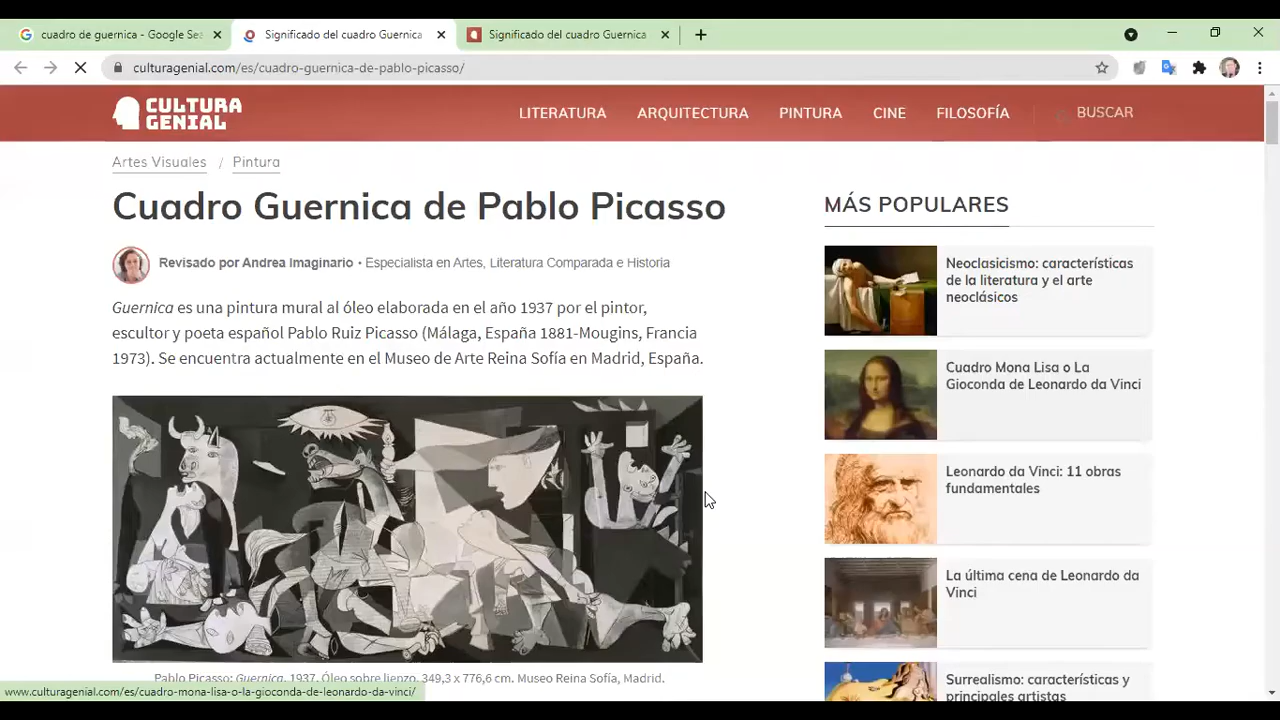 cuadro de guernica - Google Sea
Significado del cuadro Guernica
Significado del cuadro Guernica
culturagenial.com/es/cuadro-guernica-de-pablo-picasso/
CULTURA
GENIAL
LITERATURA
ARQUITECTURA
PINTURA
CINE
FILOSOFÍA
BUSCAR
Artes Visuales / Pintura
Cuadro Guernica de Pablo Picasso
Revisado por Andrea Imaginario • Especialista en Artes, Literatura Comparada e Historia
Guernica es una pintura mural al óleo elaborada en el año 1937 por el pintor,
escultor y poeta español Pablo Ruiz Picasso (Málaga, España 1881-Mougins, Francia
1973). Se encuentra actualmente en el Museo de Arte Reina Sofía en Madrid, España.
Pablo Picasso: Guernica. 1937. Óleo sobre lienzo. 349,3 x 776,6 cm. Museo Reina Sofía, Madrid.
MÁS POPULARES
Neoclasicismo: características
de la literatura y el arte
neoclásicos
Cuadro Mona Lisa o La
Gioconda de Leonardo da Vinci
Leonardo da Vinci: 11 obras
fundamentales
La última cena de Leonardo da
Vinci
Surrealismo: características y
principales artistas
www.culturagenial.com/es/cuadro-mona-lisa-o-la-gioconda-de-leonardo-da-vinci/